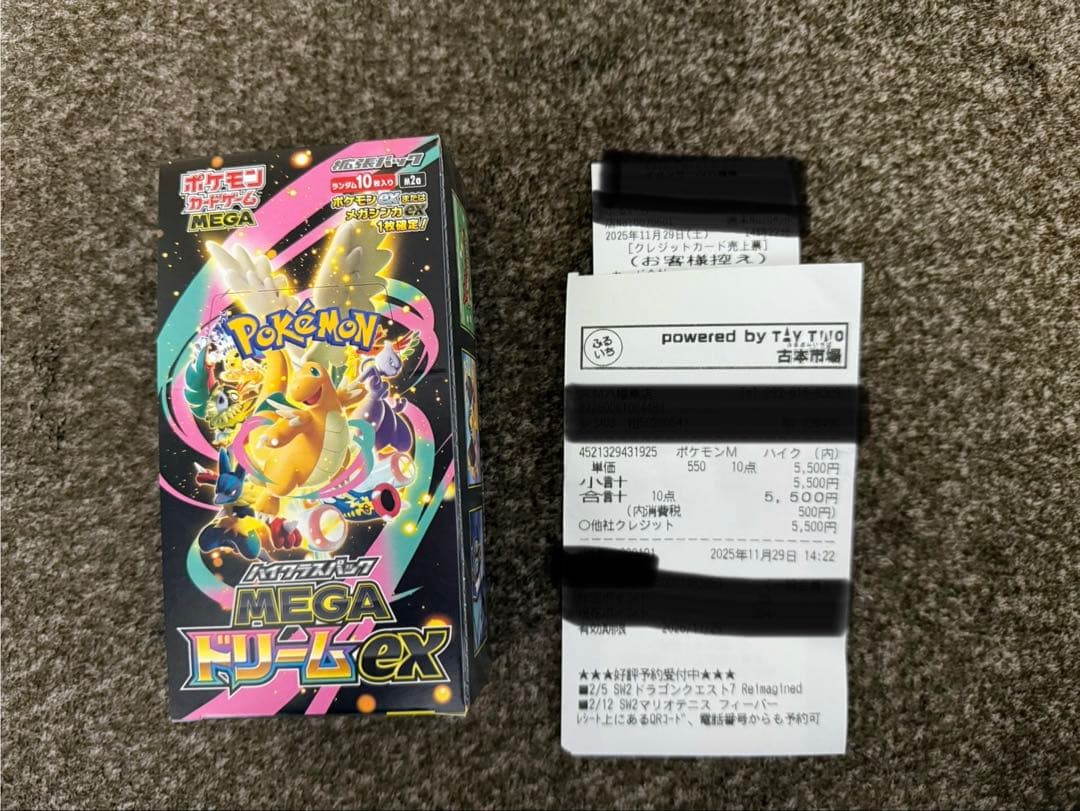 ポケモン
カードゲーム
MEGA
拡張パック
ランダム10枚入り
m2a
ポケモンexまたは
メガシンカex
1枚確定!
POKéMON
ハイクラスパック
MEGA
ドリームex
2025年11月29日(土)
[クレジットカード売上票]
(お客様控え)
ふるいち
powered by TAY TWO
古本市場
4521329431925 ポケモンM ハイク (内)
単価 550 10点 5,500円
小計 5,500円
合計 10点 5,500円
(内消費税 500円)
○他社クレジット 5,500円
2025年11月29日 14:22
有効期限
★★★好評予約受付中★★★
■2/5 SW2ドラゴンクエスト7 Reimagined
■2/12 SW2マリオテニス フィーバー
レシート上にあるQRコード、電話番号からも予約可